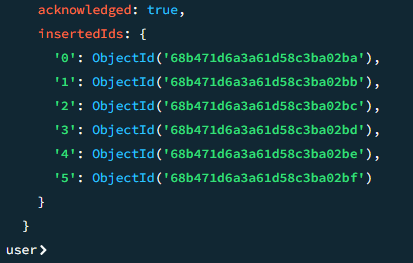 acknowledged: true,
insertedIds: {
'0': ObjectId('68b471d6a3a61d58c3ba02ba'),
'1': ObjectId('68b471d6a3a61d58c3ba02bb'),
'2': ObjectId('68b471d6a3a61d58c3ba02bc'),
'3': ObjectId('68b471d6a3a61d58c3ba02bd'),
'4': ObjectId('68b471d6a3a61d58c3ba02be'),
'5': ObjectId('68b471d6a3a61d58c3ba02bf')
}
}
user>